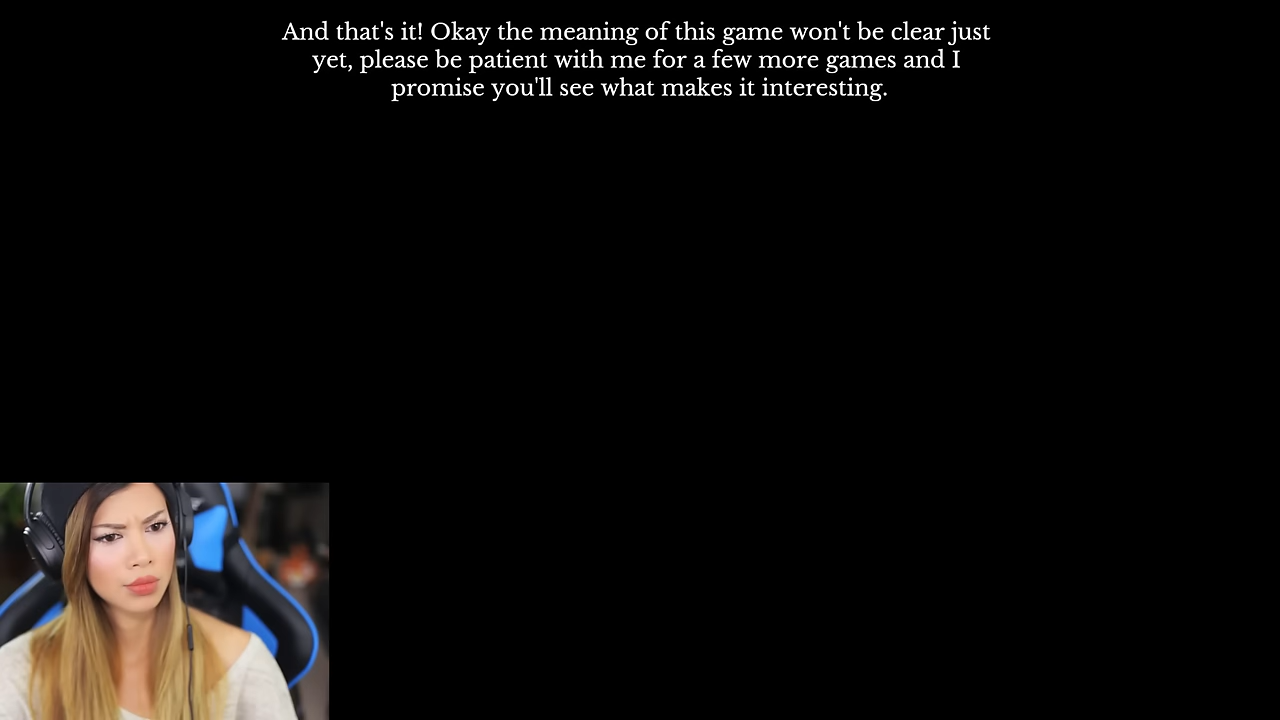 And that's it! Okay the meaning of this game won't be clear just
yet, please be patient with me for a few more games and I
promise you'll see what makes it interesting.